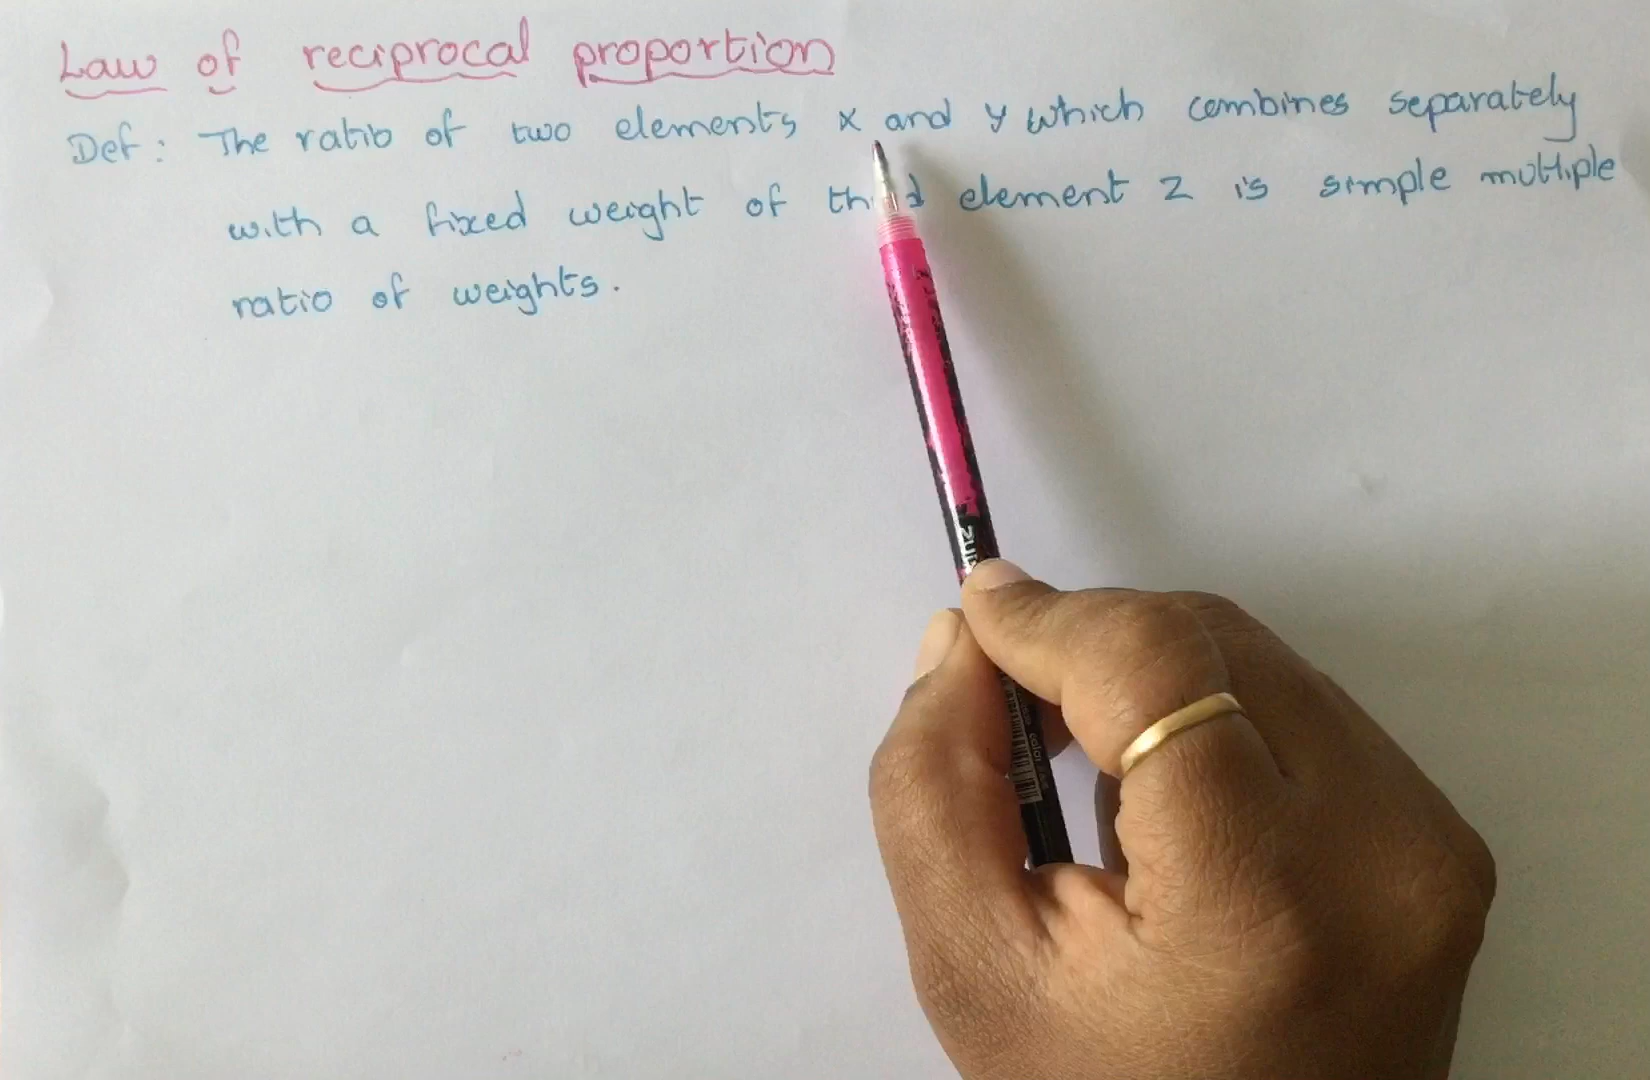 Law of reciprocal proportion
Def: The ratio of two elements x and y which combines separately
with a fixed weight of element z is simple multiple
ratio of weights.